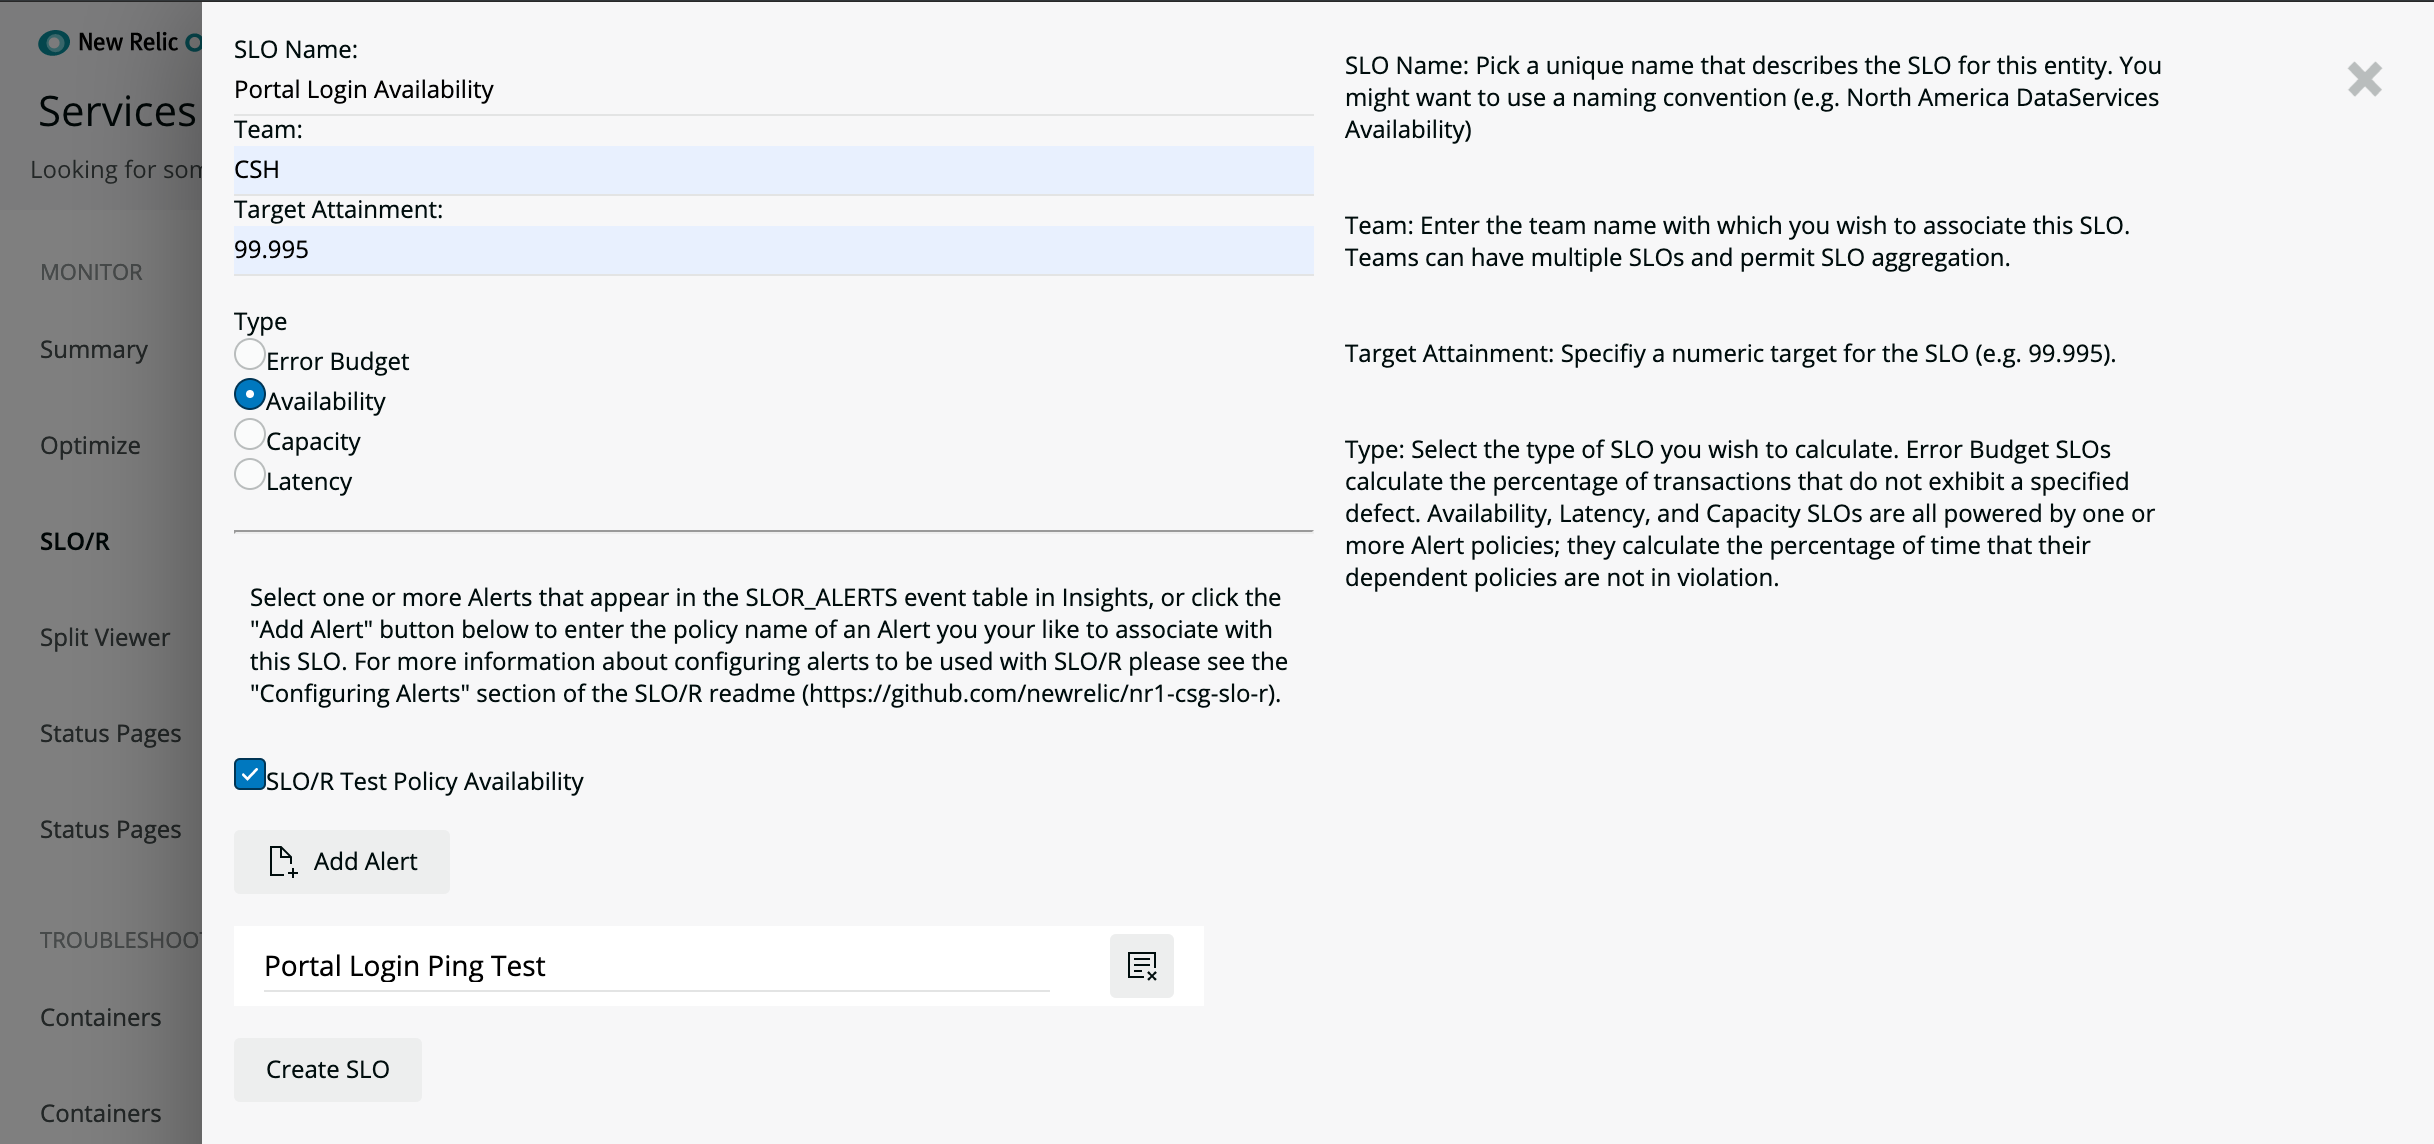 New Relic
Services
Looking for
MONITOR
Summary
Optimize
SLO/R
Split Viewer
Status Pages
Status Pages
Containers
Containers
SLO Name:
Portal Login Availability
Team:
CSH
Target Attainment:
99.995
Type
Error Budget
Availability
Capacity
Latency
Select one or more Alerts that appear in the SLOR_ALERTS event table in Insights, or click the
"Add Alert" button below to enter the policy name of an Alert you your like to associate with
this SLO. For more information about configuring alerts to be used with SLO/R please see the
"Configuring Alerts" section of the SLO/R readme (https://github.com/newrelic/nr1-csg-slo-r).
SLO/R Test Policy Availability
Add Alert
Portal Login Ping Test
Create SLO
SLO Name: Pick a unique name that describes the SLO for this entity. You
might want to use a naming convention (e.g. North America DataServices
Availability)
Team: Enter the team name with which you wish to associate this SLO.
Teams can have multiple SLOs and permit SLO aggregation.
Target Attainment: Specifiy a numeric target for the SLO (e.g. 99.995).
Type: Select the type of SLO you wish to calculate. Error Budget SLOs
calculate the percentage of transactions that do not exhibit a specified
defect. Availability, Latency, and Capacity SLOs are all powered by one or
more Alert policies; they calculate the percentage of time that their
dependent policies are not in violation.